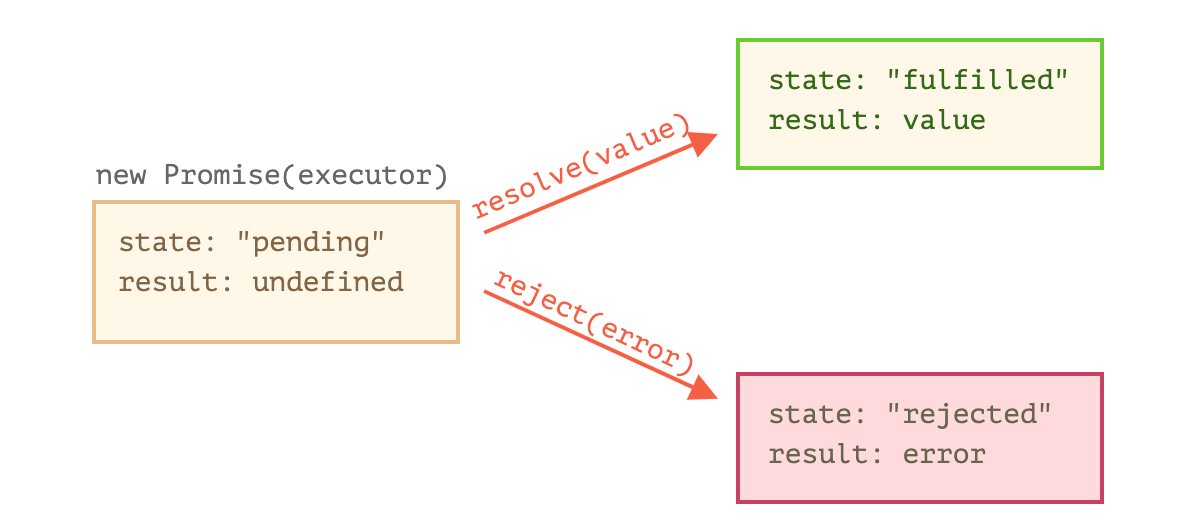 new Promise(executor)
state: "pending"
result: undefined
resolve(value)
reject(error)
state: "fulfilled"
result: value
state: "rejected"
result: error